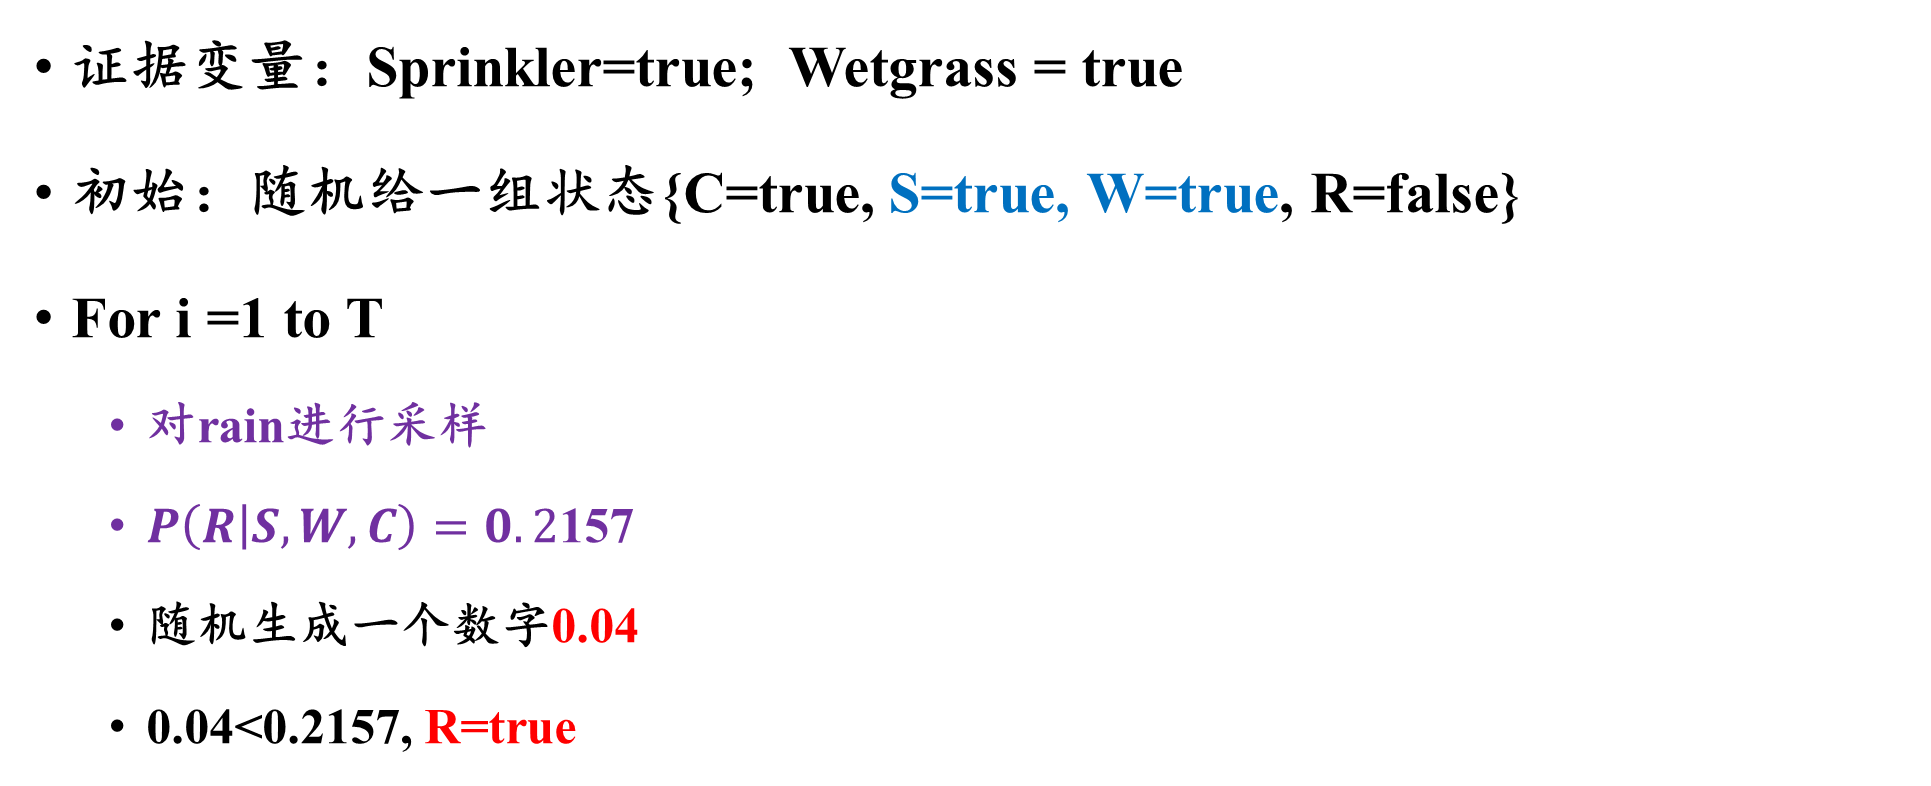 • 证据变量：Sprinkler=true; Wetgrass = true
• 初始：随机给一组状态{C=true, S=true, W=true, R=false}
• For i =1 to T
• 对rain进行采样
• P(R|S,W,C) = 0.2157
• 随机生成一个数字0.04
• 0.04<0.2157, R=true